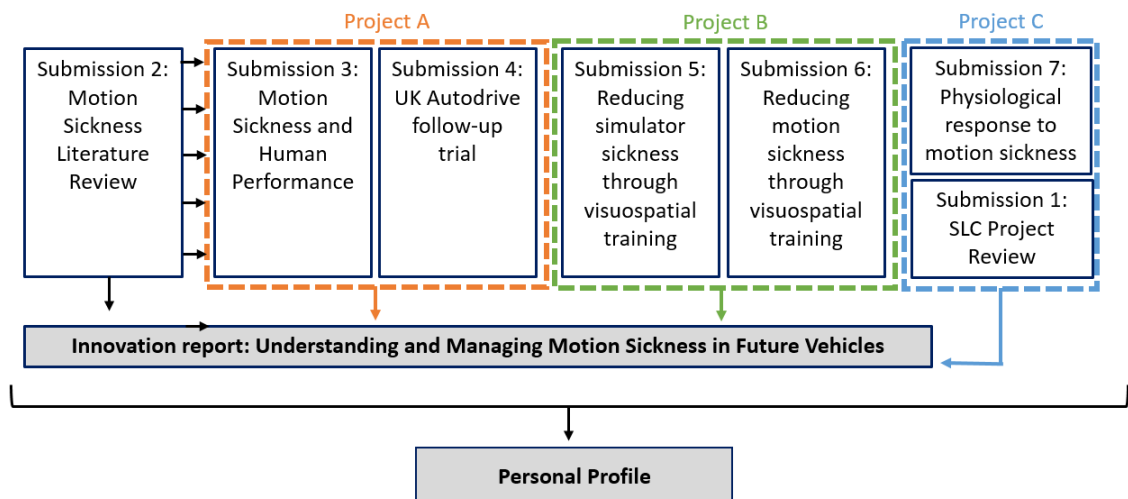 Project A
Project B
Project C
Submission 2:
Motion
Sickness
Literature
Review
Submission 3:
Motion
Sickness and
Human
Performance
Submission 4:
UK Autodrive
follow-up
trial
Submission 5:
Reducing
simulator
sickness
through
visuospatial
training
Submission 6:
Reducing
motion
sickness
through
visuospatial
training
Submission 7:
Physiological
response to
motion sickness
Submission 1:
SLC Project
Review
Innovation report: Understanding and Managing Motion Sickness in Future Vehicles
Personal Profile